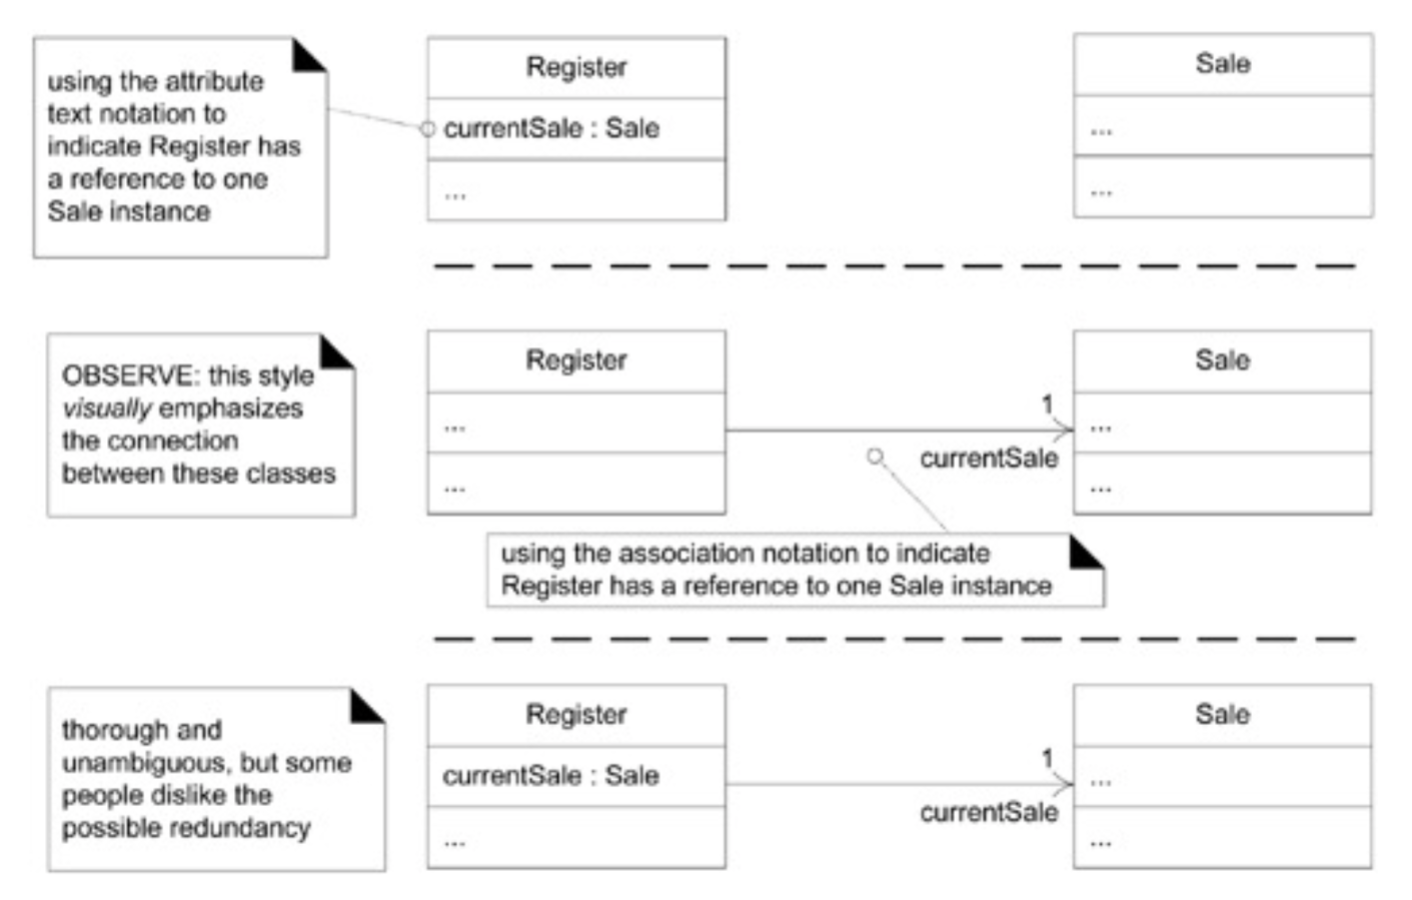 using the attribute
text notation to
indicate Register has
a reference to one
Sale instance
Register
currentSale : Sale
...
Sale
...
...
OBSERVE: this style
visually emphasizes
the connection
between these classes
Register
...
...
1
currentSale
Sale
...
...
using the association notation to indicate
Register has a reference to one Sale instance
thorough and
unambiguous, but some
people dislike the
possible redundancy
Register
currentSale : Sale
...
1
currentSale
Sale
...
...